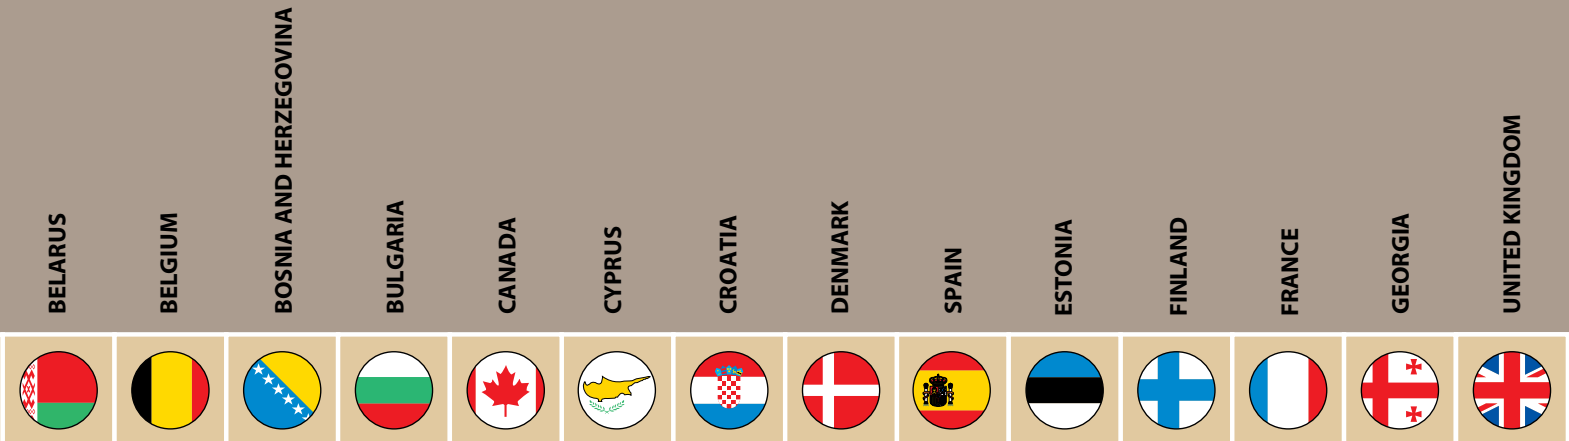 BELARUS
BELGIUM
BOSNIA AND HERZEGOVINA
BULGARIA
CANADA
CYPRUS
CROATIA
DENMARK
SPAIN
ESTONIA
FINLAND
FRANCE
GEORGIA
UNITED KINGDOM